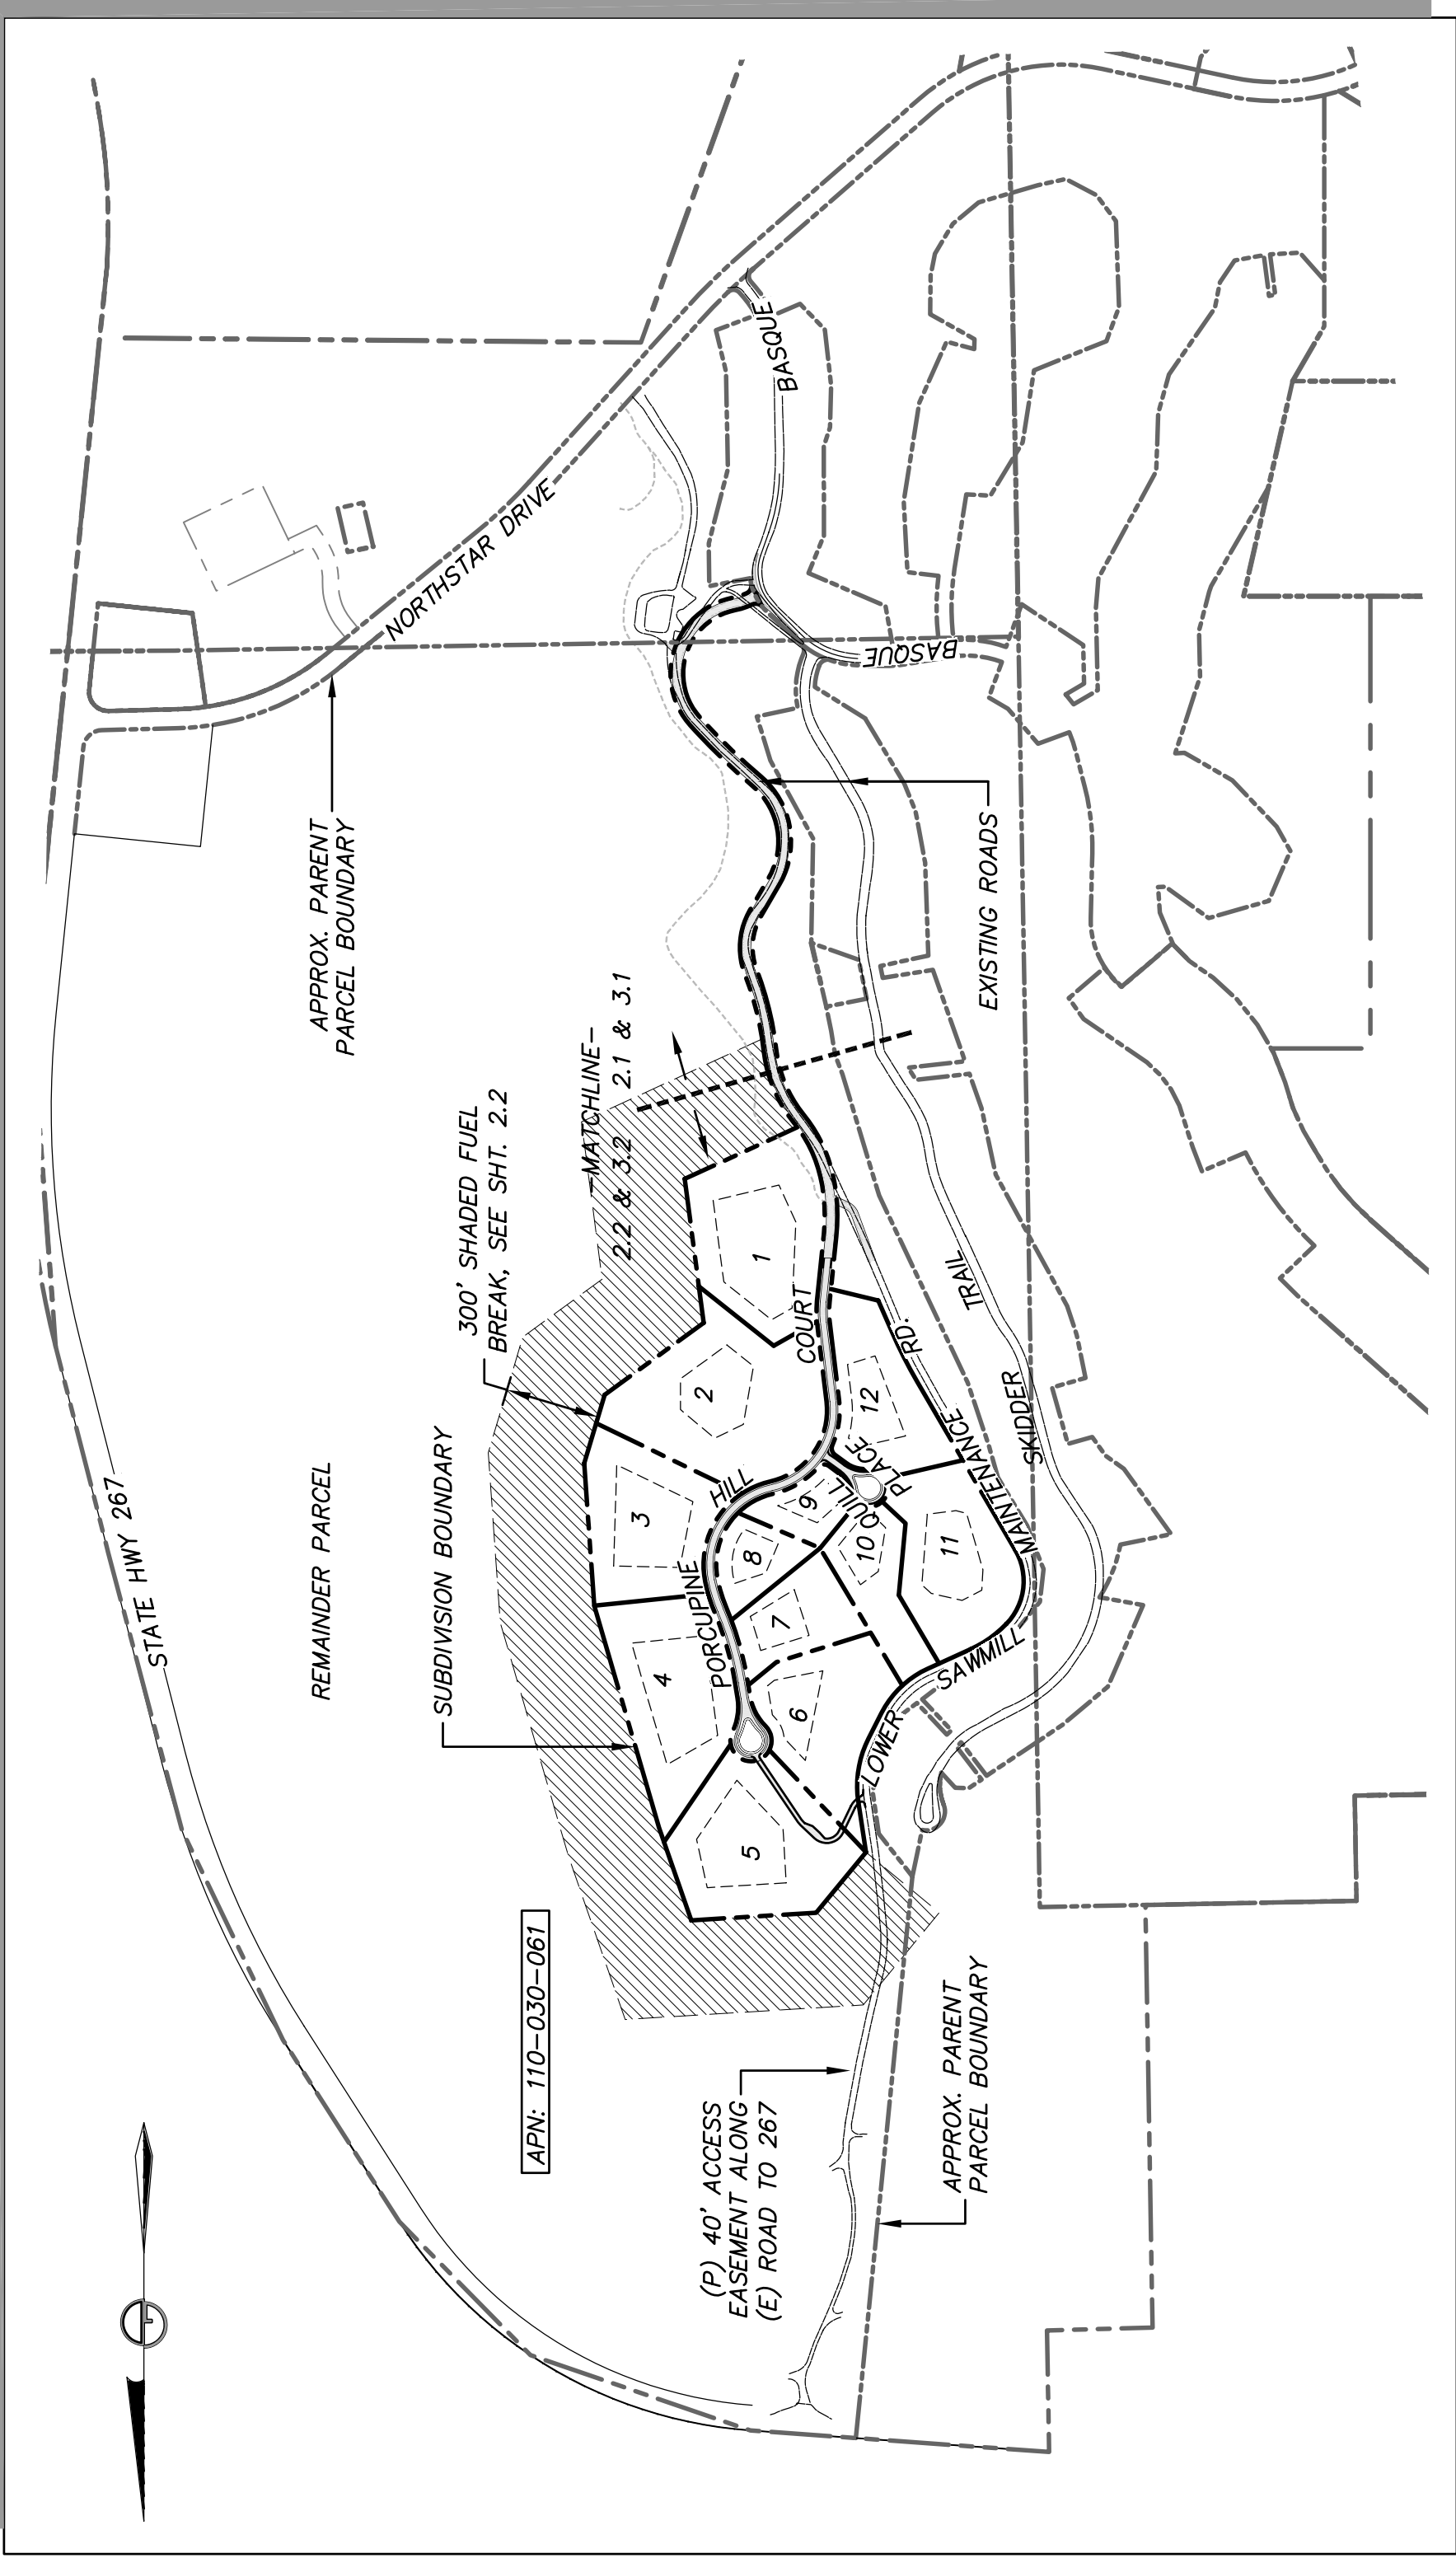 STATE HWY 267
NORTHSTAR DRIVE
APPROX. PARENT
PARCEL BOUNDARY
REMAINDER PARCEL
SUBDIVISION BOUNDARY
300' SHADED FUEL
BREAK, SEE SHT. 2.2
-MATCHLINE-
2.2 & 3.2
2.1 & 3.1
APN: 110-030-061
BASQUE
BASQUE
EXISTING ROADS
PORCUPINE
HILL
COURT
QUILL
PLACE
1
2
3
4
5
6
7
8
9
10
11
12
LOWER
SAWMILL
MAINTENANCE
RD.
SKIDDER
TRAIL
(P) 40' ACCESS
EASEMENT ALONG
(E) ROAD TO 267
APPROX. PARENT
PARCEL BOUNDARY